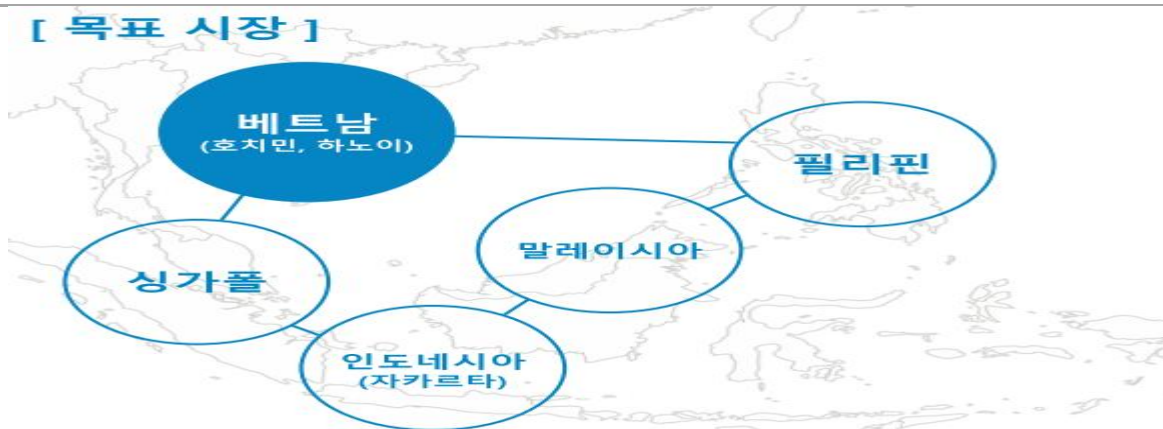 [ 목표 시장 ]
베트남
(호치민, 하노이)
필리핀
말레이시아
싱가폴
인도네시아
(자카르타)